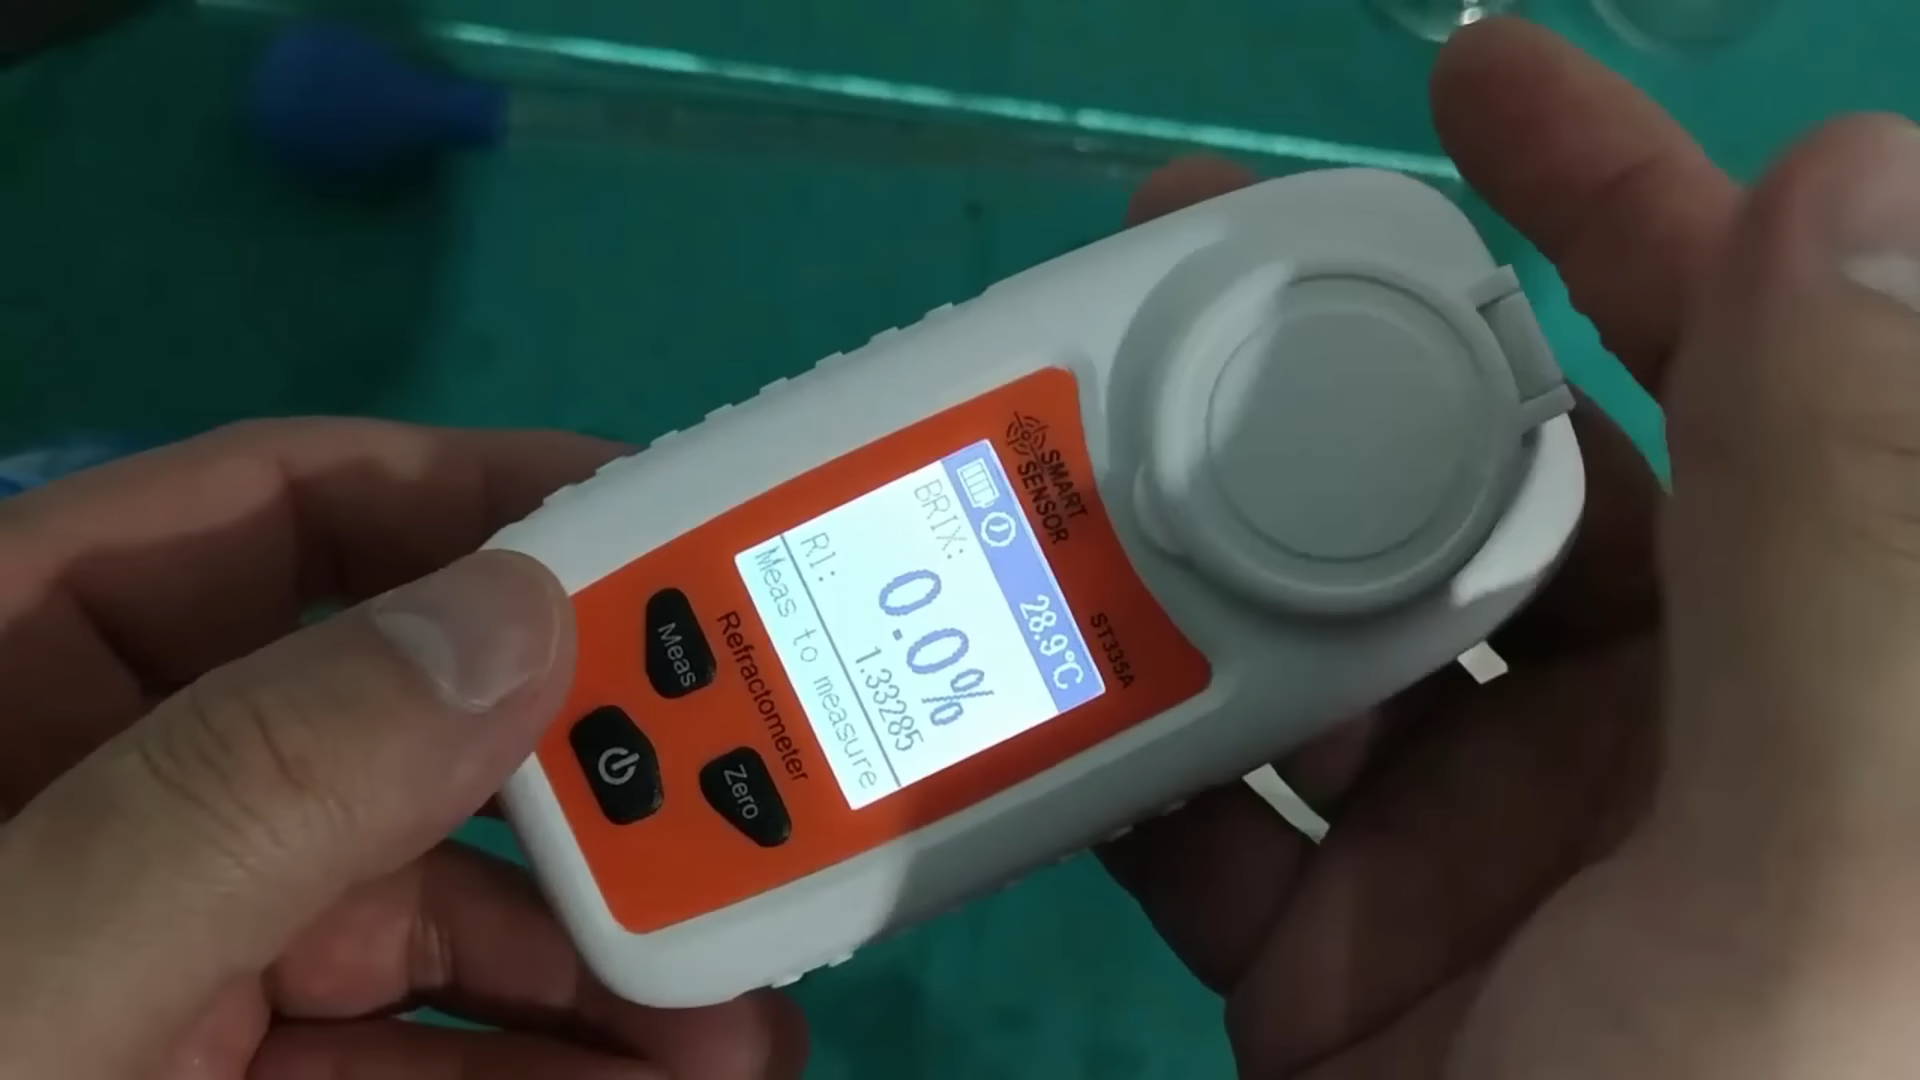 SMART
SENSOR
ST335A
28.9°C
BRIX:
0.0%
RI:
1.33285
Meas to measure
Refractometer
Meas
Zero